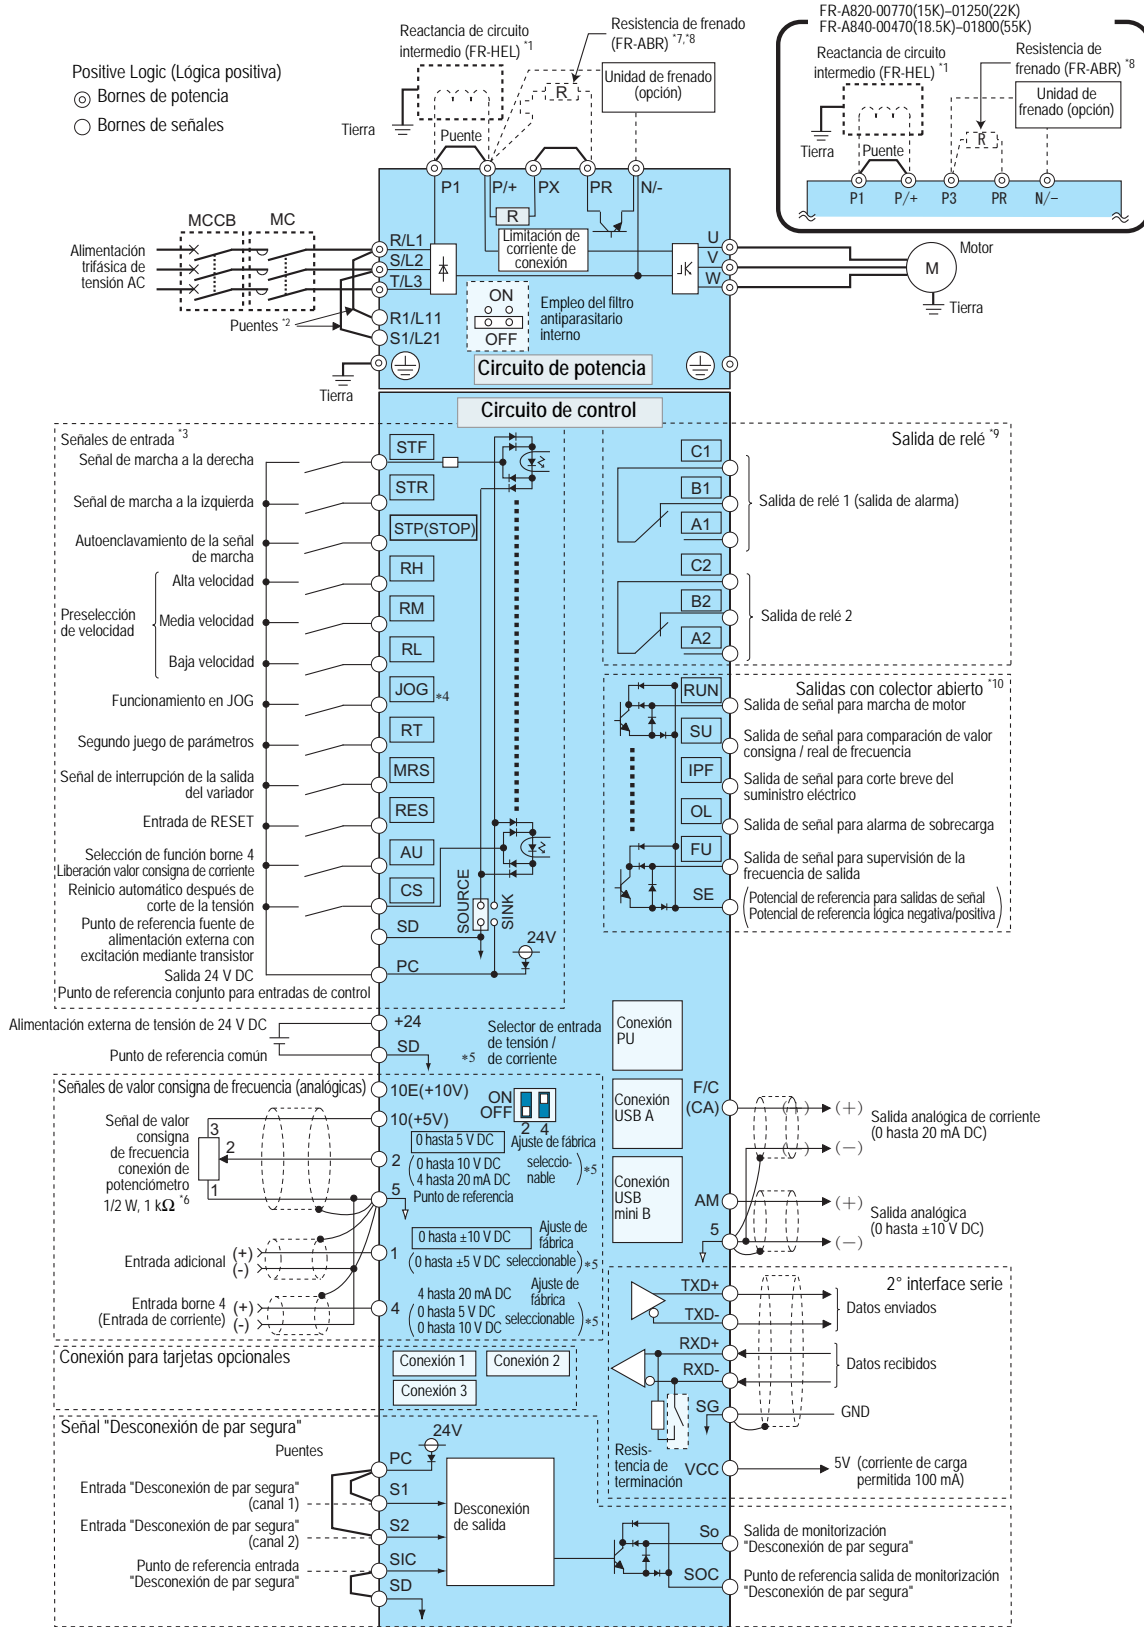 FR-A820-00770(15K)–01250(22K)
FR-A840-00470(18.5K)–01800(55K)
Reactancia de circuito
intermedio (FR-HEL) *1
Resistencia de
frenado (FR-ABR) *8
Unidad de
frenado (opción)
R
Tierra
Puente
P1
P/+
P3
PR
N/−
Positive Logic (Lógica positiva)
Bornes de potencia
Bornes de señales
Reactancia de circuito
intermedio (FR-HEL) *1
Resistencia de frenado
(FR-ABR) *7,*8
Unidad de frenado
(opción)
R
Tierra
Puente
P1
P/+
PX
PR
N/-
R
Limitación de
corriente de
conexión
MCCB
MC
Alimentación
trifásica de
tensión AC
R/L1
S/L2
T/L3
R1/L11
S1/L21
Puentes *2
Tierra
U
V
W
Motor
M
Tierra
ON
OFF
Empleo del filtro
antiparasitario
interno
Circuito de potencia
Circuito de control
Señales de entrada *3
Señal de marcha a la derecha
STF
Señal de marcha a la izquierda
STR
Autoenclavamiento de la señal
de marcha
STP(STOP)
Preselección
de velocidad
Alta velocidad
RH
Media velocidad
RM
Baja velocidad
RL
Funcionamiento en JOG
JOG *4
Segundo juego de parámetros
RT
Señal de interrupción de la salida
del variador
MRS
Entrada de RESET
RES
Selección de función borne 4
Liberación valor consigna de corriente
AU
Reinicio automático después de
corte de la tensión
CS
Punto de referencia fuente de
alimentación externa con
excitación mediante transistor
SD
Salida 24 V DC
Punto de referencia conjunto para entradas de control
PC
SOURCE
SINK
24V
Salida de relé *9
C1
B1
A1
Salida de relé 1 (salida de alarma)
C2
B2
A2
Salida de relé 2
Salidas con colector abierto *10
RUN
Salida de señal para marcha de motor
SU
Salida de señal para comparación de valor
consigna / real de frecuencia
IPF
Salida de señal para corte breve del
suministro eléctrico
OL
Salida de señal para alarma de sobrecarga
FU
Salida de señal para supervisión de la
frecuencia de salida
SE
(Potencial de referencia para salidas de señal
Potencial de referencia lógica negativa/positiva)
Alimentación externa de tensión de 24 V DC
+24
Punto de referencia común
SD
*5
Selector de entrada
de tensión /
de corriente
Conexión
PU
Conexión
USB A
Conexión
USB
mini B
Señales de valor consigna de frecuencia (analógicas)
10E(+10V)
ON
OFF
2 4
10(+5V)
Señal de valor
consigna
de frecuencia
conexión de
potenciómetro
1/2 W, 1 kΩ *6
3
2
1
2
0 hasta 5 V DC
Ajuste de fábrica
(0 hasta 10 V DC
4 hasta 20 mA DC
seleccio-
nable) *5
5
Punto de referencia
Entrada adicional
(+)
(-)
1
0 hasta ±10 V DC
Ajuste de
fábrica
(0 hasta ±5 V DC seleccionable) *5
Entrada borne 4
(Entrada de corriente)
(+)
(-)
4
4 hasta 20 mA DC
Ajuste de
fábrica
(0 hasta 5 V DC
0 hasta 10 V DC
seleccionable) *5
F/C
(CA)
(+)
(−)
Salida analógica de corriente
(0 hasta 20 mA DC)
AM
5
(+)
(−)
Salida analógica
(0 hasta ±10 V DC)
2° interface serie
TXD+
TXD-
Datos enviados
RXD+
RXD-
Datos recibidos
SG
GND
Resis-
tencia de
terminación
VCC
5V (corriente de carga
permitida 100 mA)
Conexión para tarjetas opcionales
Conexión 1
Conexión 2
Conexión 3
Señal "Desconexión de par segura"
Puentes
24V
PC
Entrada "Desconexión de par segura"
(canal 1)
S1
Entrada "Desconexión de par segura"
(canal 2)
S2
Punto de referencia entrada
"Desconexión de par segura"
SIC
SD
Desconexión
de salida
So
Salida de monitorización
"Desconexión de par segura"
SOC
Punto de referencia salida de monitorización
"Desconexión de par segura"